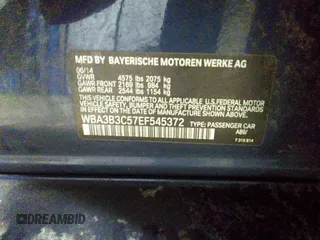 MFD BY BAYERISCHE MOTOREN WERKE AG
06/14
GVWR 4575 lbs 2075 kg
GAWR FRONT 2169 lbs 984 kg
GAWR REAR 2544 lbs 1154 kg
THIS VEHICLE CONFORMS TO ALL APPLICABLE FEDERAL MOTOR
VEHICLE SAFETY, BUMPER AND THEFT PREVENTION STANDARDS
IN EFFECT ON THE DATE OF MANUFACTURE SHOWN ABOVE.
WBA3B3C57EF545372 TYPE: PASSENGER CAR
DREAMBID